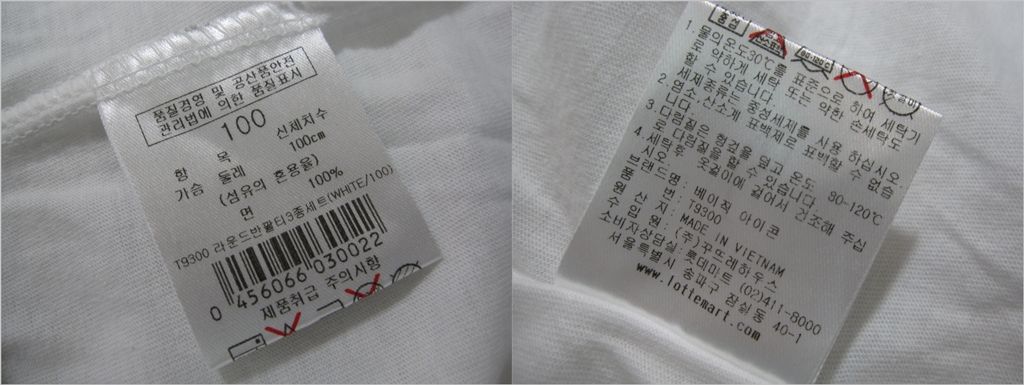 품질경영 및 공산품안전
관리법에 의한 품질표시
100
항 목 신체치수
가슴 둘레 100cm
(섬유의 혼용율)
면 100%
T9300 라운드반팔티3종세트(WHITE/100)
0 456066 030022
제품취급 주의사항
중성
1. 물의온도30℃를 표준으로 하여 세탁기
로 약하게 세탁 또는 약한 손세탁도
할 수 있습니다.
세제종류는 중성세제를 사용 하십시오.
2. 염소·산소계 표백제로 표백할 수 없습
니다.
3. 다림질은 헝겊을 덮고 온도 80-120℃
로 다림질을 할 수 있습니다.
4. 세탁후 옷걸이에 걸어서 건조해 주십
시오.
브랜드명 : 베이직 아이콘
T9300
원 산 지 : MADE IN VIETNAM
수 입 원 : (주)꾸뜨레하우스
소비자상담실 : 롯데마트 (02)411-8000
서울특별시 송파구 잠실동 40-1
www.lottemart.com